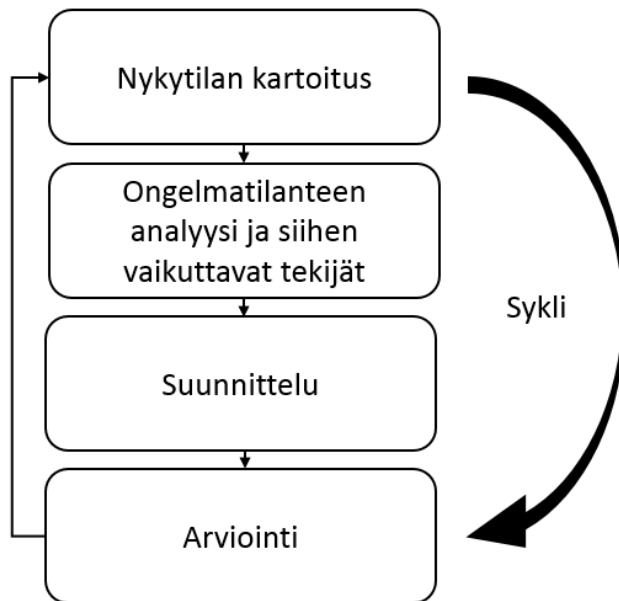 Nykytilan kartoitus
Ongelmatilanteen
analyysi ja siihen
vaikuttavat tekijät
Sykli
Suunnittelu
Arviointi